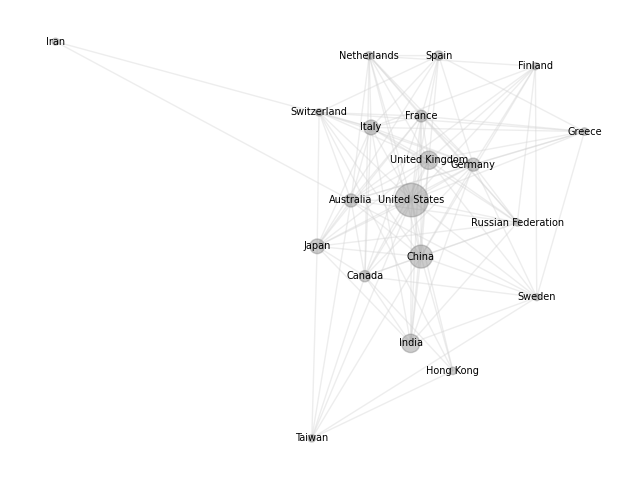 Iran
Netherlands
Spain
Finland
Switzerland
France
Italy
Greece
United Kingdom
Germany
Australia
United States
Russian Federation
Japan
China
Canada
Sweden
India
Hong Kong
Taiwan